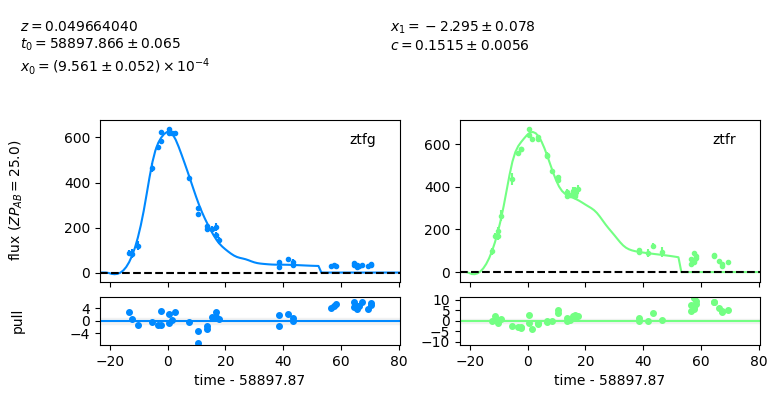 z = 0.049664040
t₀ = 58897.866 ± 0.065
x₀ = (9.561 ± 0.052) × 10⁻⁴
x₁ = −2.295 ± 0.078
c = 0.1515 ± 0.0056
flux (ZP_AB = 25.0)
600
400
200
0
ztfg
600
400
200
0
ztfr
pull
4
0
−4
−20 0 20 40 60 80
time - 58897.87
10
5
0
−5
−10
−20 0 20 40 60 80
time - 58897.87